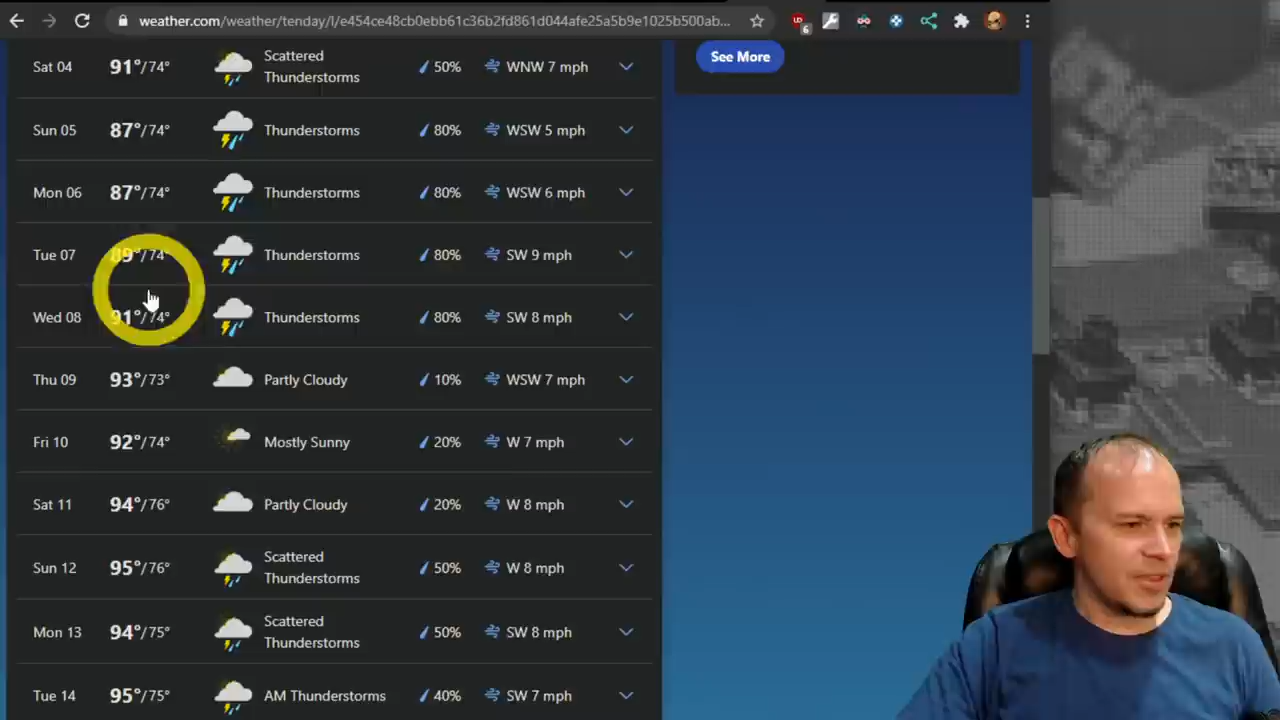 weather.com/weather/tenday/l/e454ce48cb0ebb61c36b2fd861d044afe25a5b9e1025b500ab...
6
See More
Sat 04 91°/74° Scattered Thunderstorms 50% WNW 7 mph
Sun 05 87°/74° Thunderstorms 80% WSW 5 mph
Mon 06 87°/74° Thunderstorms 80% WSW 6 mph
Tue 07 89°/74° Thunderstorms 80% SW 9 mph
Wed 08 91°/74° Thunderstorms 80% SW 8 mph
Thu 09 93°/73° Partly Cloudy 10% WSW 7 mph
Fri 10 92°/74° Mostly Sunny 20% W 7 mph
Sat 11 94°/76° Partly Cloudy 20% W 8 mph
Sun 12 95°/76° Scattered Thunderstorms 50% W 8 mph
Mon 13 94°/75° Scattered Thunderstorms 50% SW 8 mph
Tue 14 95°/75° AM Thunderstorms 40% SW 7 mph